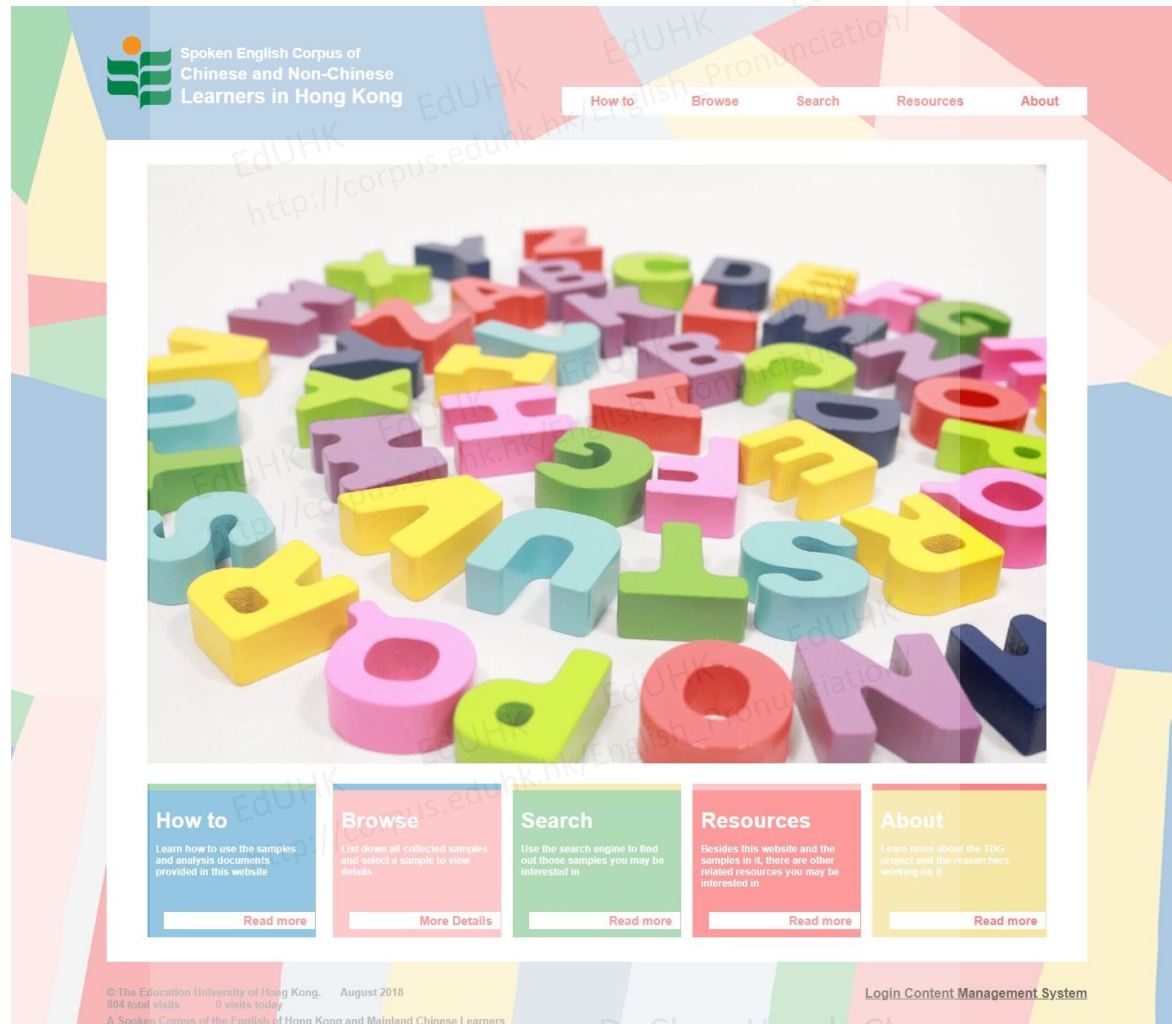 Spoken English Corpus of
Chinese and Non-Chinese
Learners in Hong Kong
How to
Browse
Search
Resources
About
EdUHK
http://corpus.eduhk.hk/English_Pronunciation/
How to
Learn how to use the samples
and analysis documents
provided in this website
Read more
Browse
List down all collected samples
and select a sample to view
details
More Details
Search
Use the search engine to find
out those samples you may be
interested in
Read more
Resources
Besides this website and the
samples in it, there are other
related resources you may be
interested in
Read more
About
Learn more about the TDG
project and the researchers
working on it
Read more
© The Education University of Hong Kong. August 2018
804 total visits 0 visits today
A Spoken Corpus of the English of Hong Kong and Mainland Chinese Learners
Login Content Management System